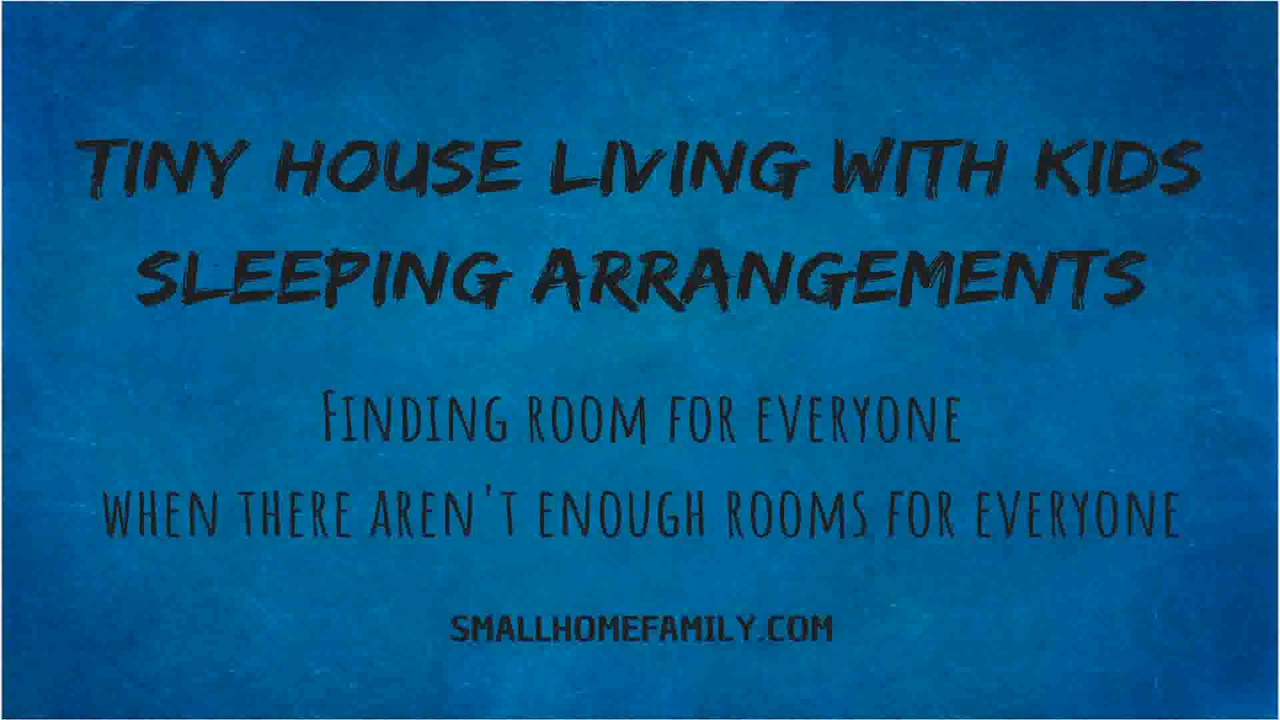 TINY HOUSE LIVING WITH KIDS
SLEEPING ARRANGEMENTS
FINDING ROOM FOR EVERYONE
WHEN THERE AREN'T ENOUGH ROOMS FOR EVERYONE
SMALLHOMEFAMILY.COM